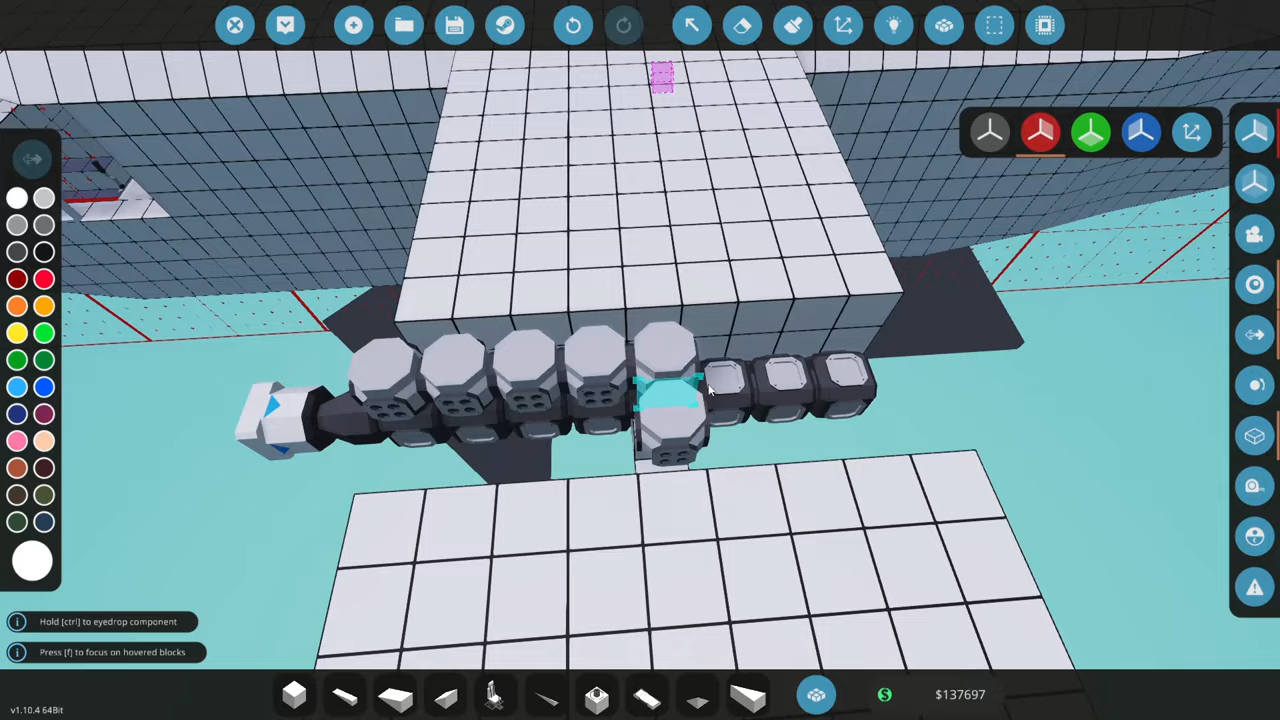 Hold [ctrl] to eyedrop component
Press [f] to focus on hovered blocks
$137697
v1.10.4 64Bit